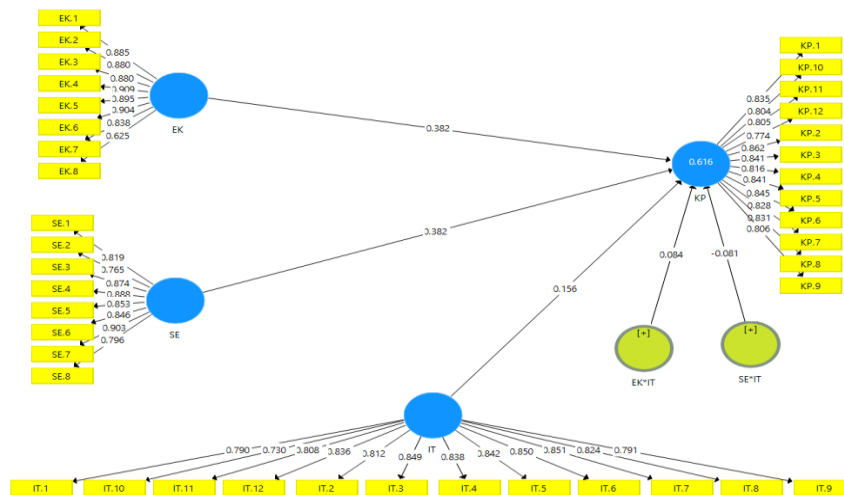 EK.1
EK.2
EK.3
EK.4
EK.5
EK.6
EK.7
EK.8
0.885
0.880
0.880
0.909
0.895
0.904
0.838
0.625
EK
0.382
SE.1
SE.2
SE.3
SE.4
SE.5
SE.6
SE.7
SE.8
0.819
0.765
0.874
0.888
0.853
0.846
0.903
0.796
SE
0.382
0.616
KP
0.835
0.804
0.805
0.774
0.862
0.841
0.816
0.841
0.845
0.828
0.831
0.806
KP.1
KP.10
KP.11
KP.12
KP.2
KP.3
KP.4
KP.5
KP.6
KP.7
KP.8
KP.9
0.156
0.084
-0.081
[+]
EK*IT
[+]
SE*IT
IT
0.790
0.730
0.808
0.836
0.812
0.849
0.838
0.842
0.850
0.851
0.824
0.791
IT.1
IT.10
IT.11
IT.12
IT.2
IT.3
IT.4
IT.5
IT.6
IT.7
IT.8
IT.9